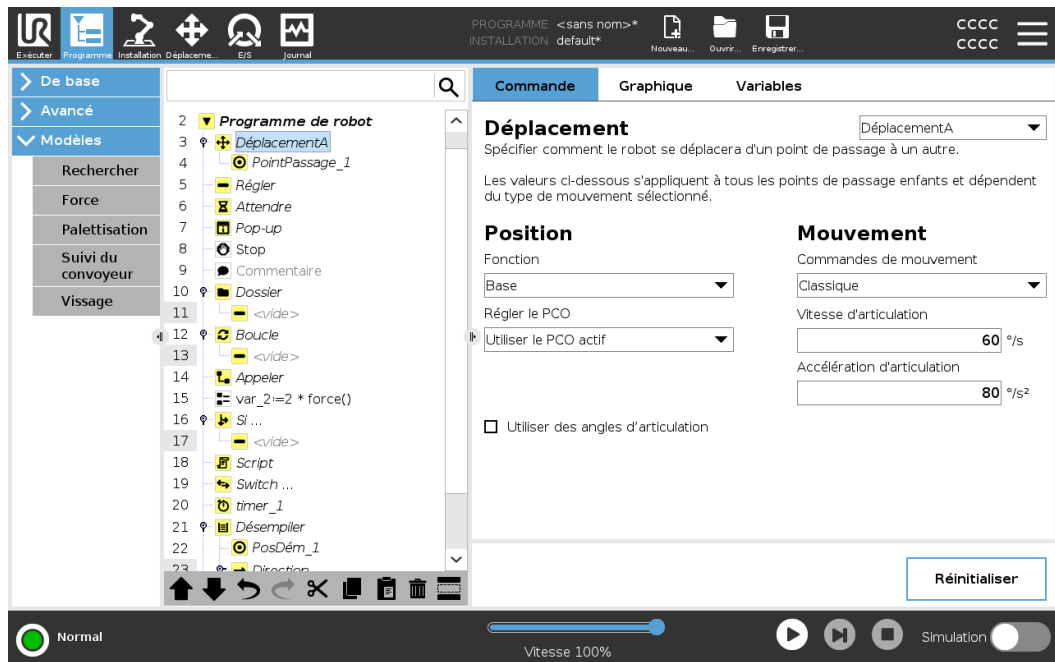 UR
Exécuter
Programme
Installation
Déplaceme...
E/S
Journal
PROGRAMME <sans nom>*
INSTALLATION default*
Nouveau...
Ouvrir...
Enregistrer...
CCCC
CCCC
De base
Avancé
Modèles
Rechercher
Force
Palettisation
Suivi du
convoyeur
Vissage
2 Programme de robot
3 DéplacementA
4 PointPassage_1
5 Régler
6 Attendre
7 Pop-up
8 Stop
9 Commentaire
10 Dossier
11 <vide>
12 Boucle
13 <vide>
14 Appeler
15 var_2:=2 * force()
16 Si ...
17 <vide>
18 Script
19 Switch ...
20 timer_1
21 Désempiler
22 PosDém_1
23 Direction
Commande
Graphique
Variables
Déplacement
DéplacementA
Spécifier comment le robot se déplacera d'un point de passage à un autre.
Les valeurs ci-dessous s'appliquent à tous les points de passage enfants et dépendent
du type de mouvement sélectionné.
Position
Fonction
Base
Régler le PCO
Utiliser le PCO actif
Utiliser des angles d’articulation
Mouvement
Commandes de mouvement
Classique
Vitesse d'articulation
60 °/s
Accélération d'articulation
80 °/s²
Réinitialiser
Normal
Vitesse 100%
Simulation